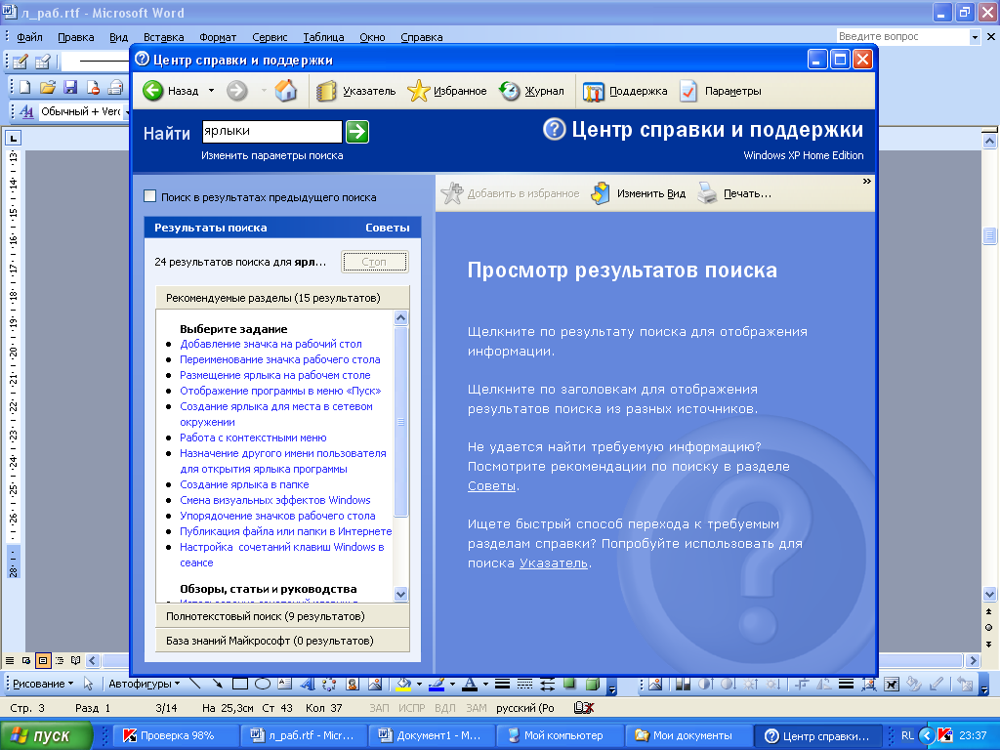 л_раб.rtf - Microsoft Word
Файл Правка Вид Вставка Формат Сервис Таблица Окно Справка
Введите вопрос
Обычный + Verd
Центр справки и поддержки
Назад Указатель Избранное Журнал Поддержка Параметры
Найти ярлыки
Изменить параметры поиска
Центр справки и поддержки
Windows XP Home Edition
Поиск в результатах предыдущего поиска
Добавить в избранное Изменить Вид Печать...
Результаты поиска Советы
24 результатов поиска для ярл... Стоп
Рекомендуемые разделы (15 результатов)
Выберите задание
Добавление значка на рабочий стол
Переименование значка рабочего стола
Размещение ярлыка на рабочем столе
Отображение программы в меню «Пуск»
Создание ярлыка для места в сетевом
окружении
Работа с контекстными меню
Назначение другого имени пользователя
для открытия ярлыка программы
Создание ярлыка в папке
Смена визуальных эффектов Windows
Упорядочение значков рабочего стола
Публикация файла или папки в Интернете
Настройка сочетаний клавиш Windows в
сеансе
Обзоры, статьи и руководства
Полнотекстовый поиск (9 результатов)
База знаний Майкрософт (0 результатов)
Просмотр результатов поиска
Щелкните по результату поиска для отображения
информации.
Щелкните по заголовкам для отображения
результатов поиска из разных источников.
Не удается найти требуемую информацию?
Посмотрите рекомендации по поиску в разделе
Советы.
Ищете быстрый способ перехода к требуемым
разделам справки? Попробуйте использовать для
поиска Указатель.
Рисование Автофигуры
Стр. 3 Разд 1 3/14 На 25,3см Ст 43 Кол 37 ЗАП ИСПР ВДЛ ЗАМ русский (Ро
пуск Проверка 98% л_раб.rtf - Micr... Документ1 - М... Мой компьютер Мои документы Центр справки... RL 23:37